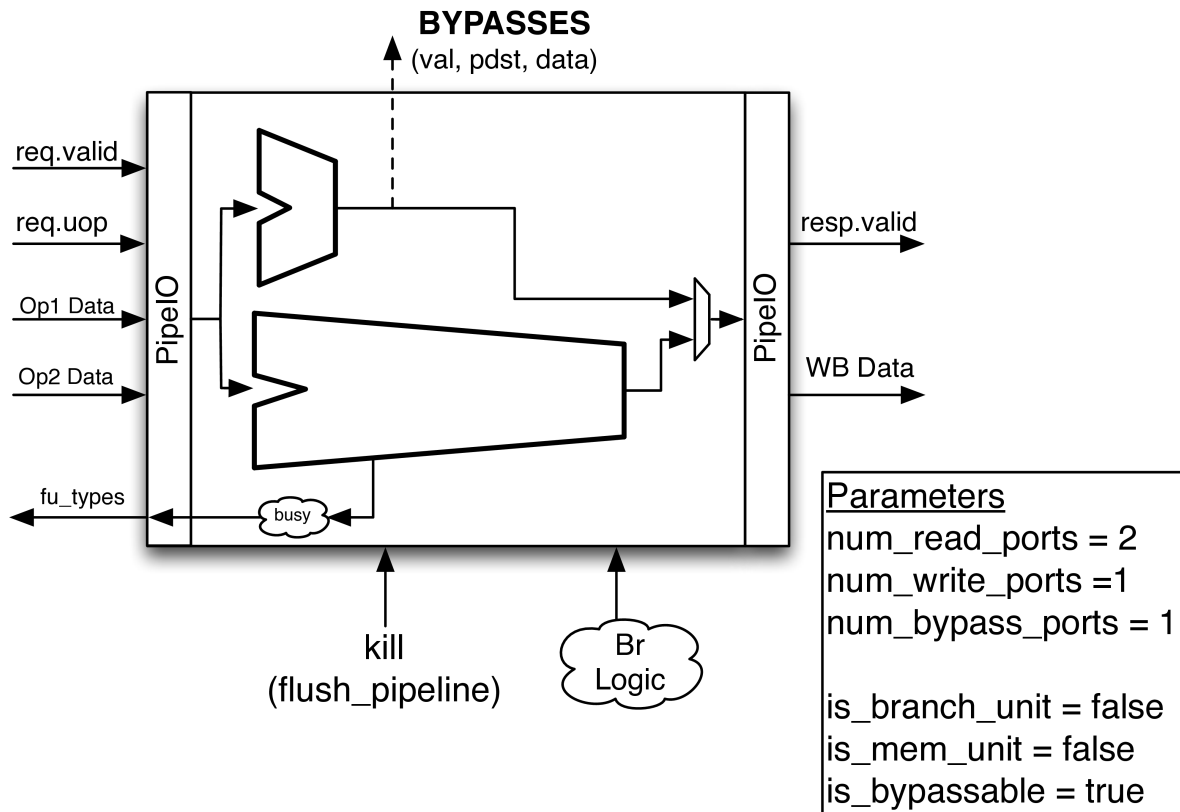 BYPASSES
(val, pdst, data)
req.valid
req.uop
Op1 Data
Op2 Data
fu_types
PipeIO
busy
PipeIO
resp.valid
WB Data
kill
(flush_pipeline)
Br
Logic
Parameters
num_read_ports = 2
num_write_ports =1
num_bypass_ports = 1
is_branch_unit = false
is_mem_unit = false
is_bypassable = true